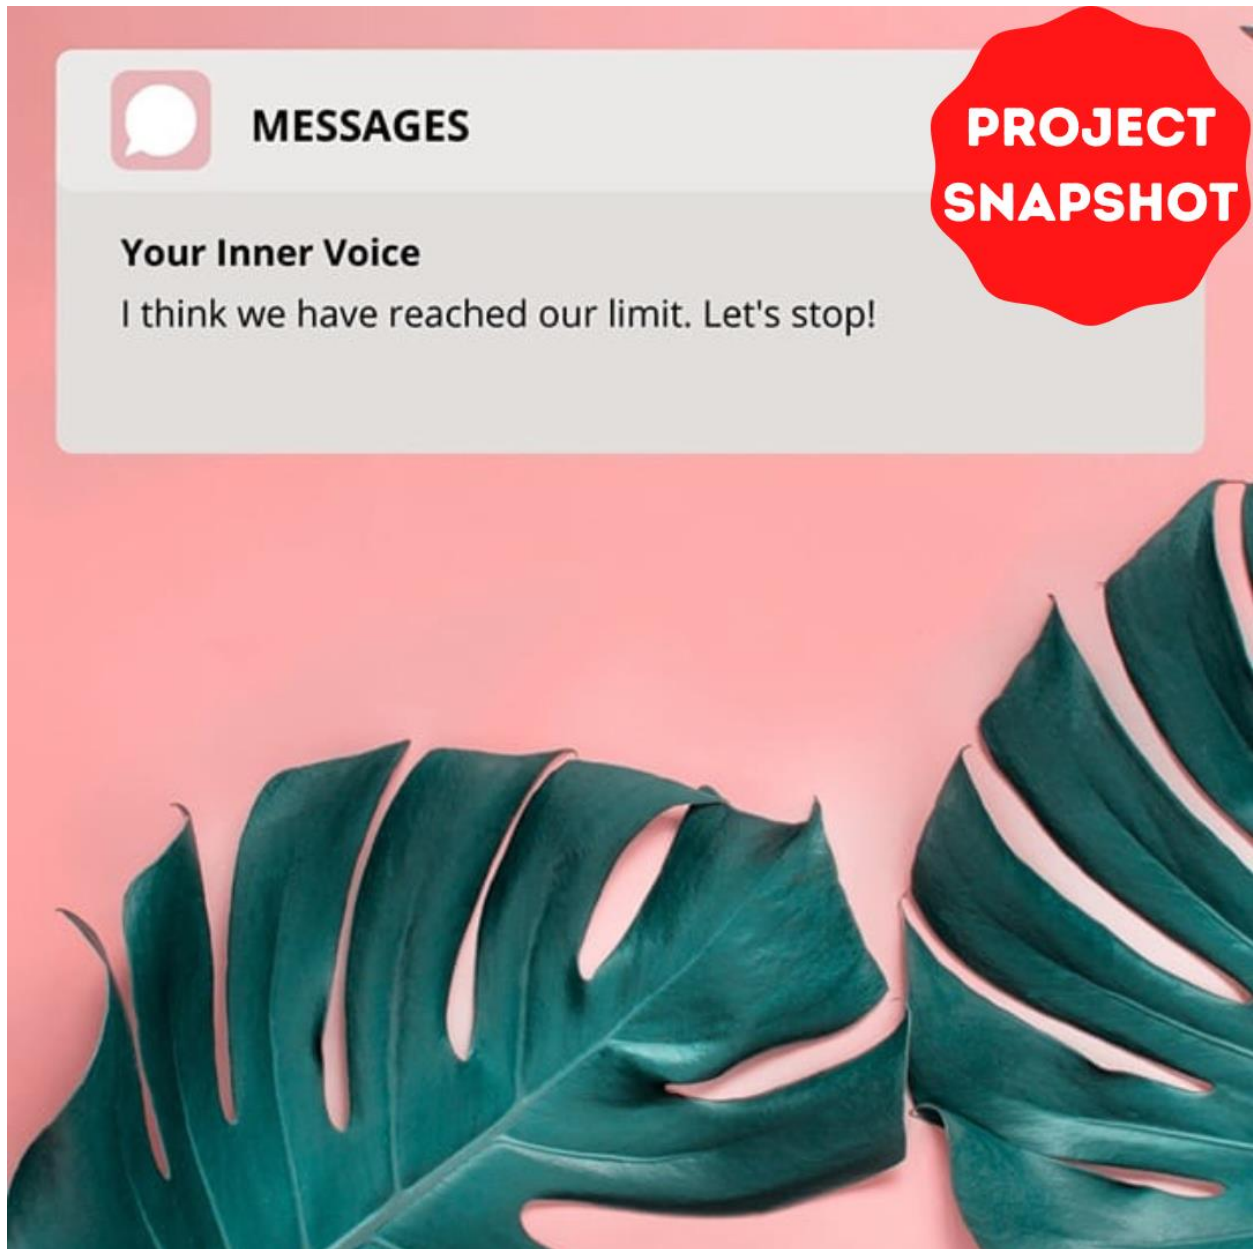 MESSAGES
PROJECT
SNAPSHOT
Your Inner Voice
I think we have reached our limit. Let's stop!